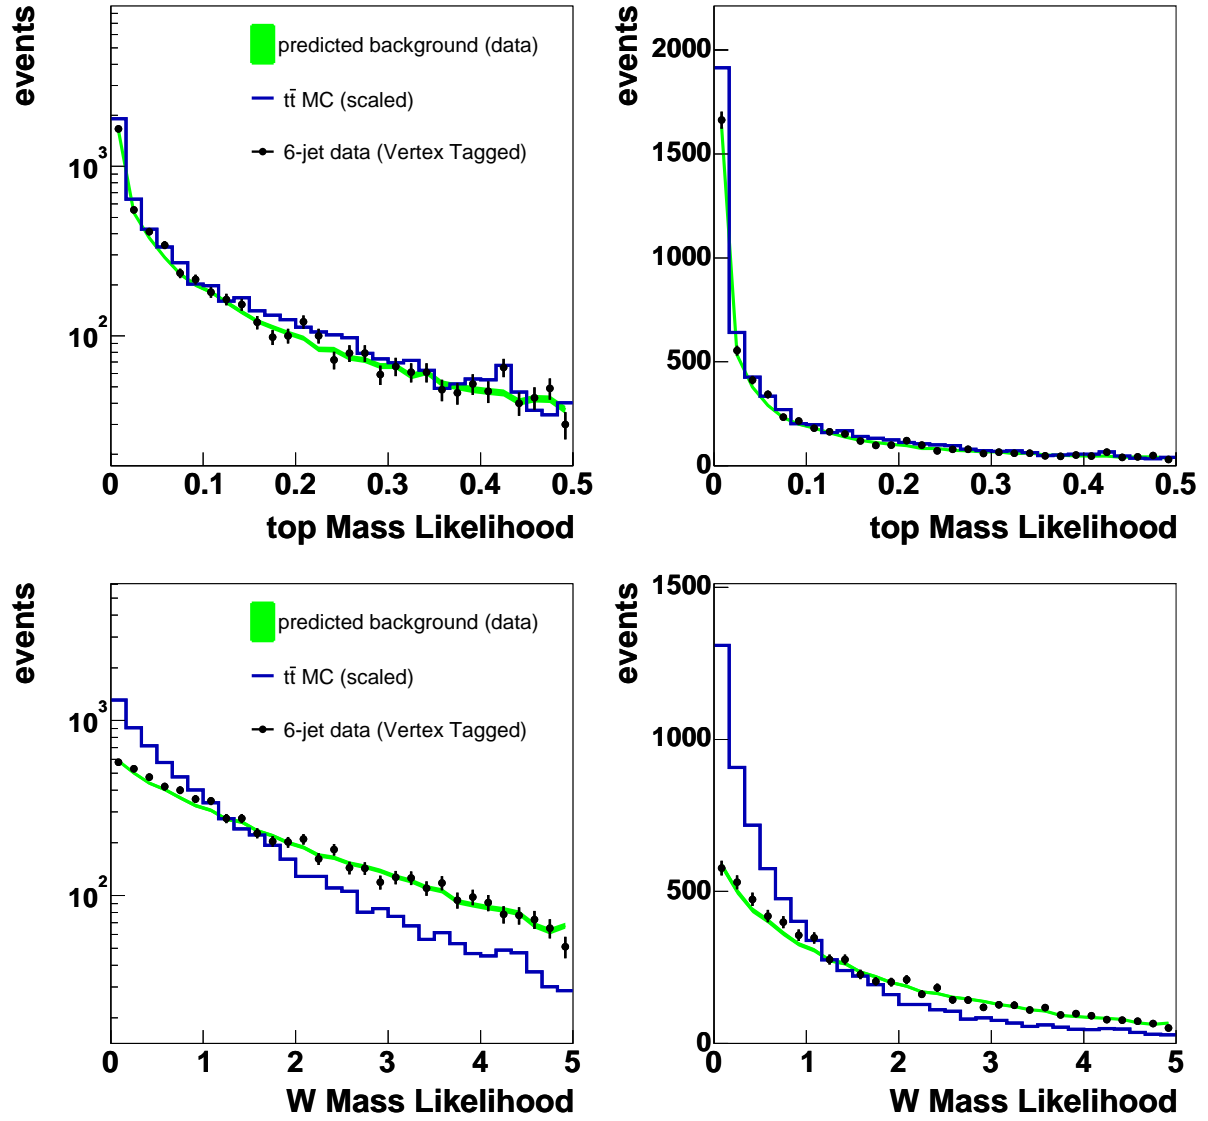 events
predicted background (data)
tt̄ MC (scaled)
6-jet data (Vertex Tagged)
10³
10²
0 0.1 0.2 0.3 0.4 0.5
top Mass Likelihood
events
2000
1500
1000
500
0
0 0.1 0.2 0.3 0.4 0.5
top Mass Likelihood
events
predicted background (data)
tt̄ MC (scaled)
6-jet data (Vertex Tagged)
10³
10²
0 1 2 3 4 5
W Mass Likelihood
events
1500
1000
500
0
0 1 2 3 4 5
W Mass Likelihood